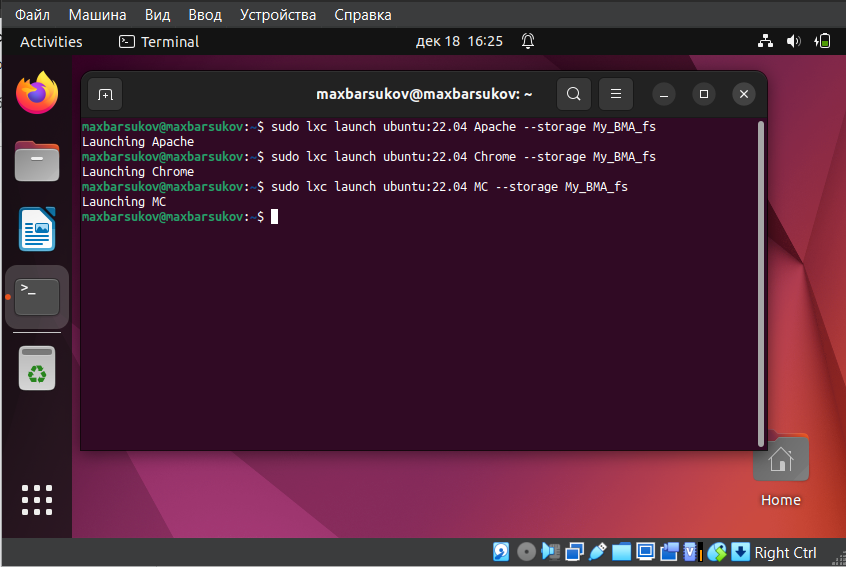 Файл Машина Вид Ввод Устройства Справка
Activities Terminal дек 18 16:25
maxbarsukov@maxbarsukov: ~
maxbarsukov@maxbarsukov:~$ sudo lxc launch ubuntu:22.04 Apache --storage My_BMA_fs
Launching Apache
maxbarsukov@maxbarsukov:~$ sudo lxc launch ubuntu:22.04 Chrome --storage My_BMA_fs
Launching Chrome
maxbarsukov@maxbarsukov:~$ sudo lxc launch ubuntu:22.04 MC --storage My_BMA_fs
Launching MC
maxbarsukov@maxbarsukov:~$
Home
Right Ctrl